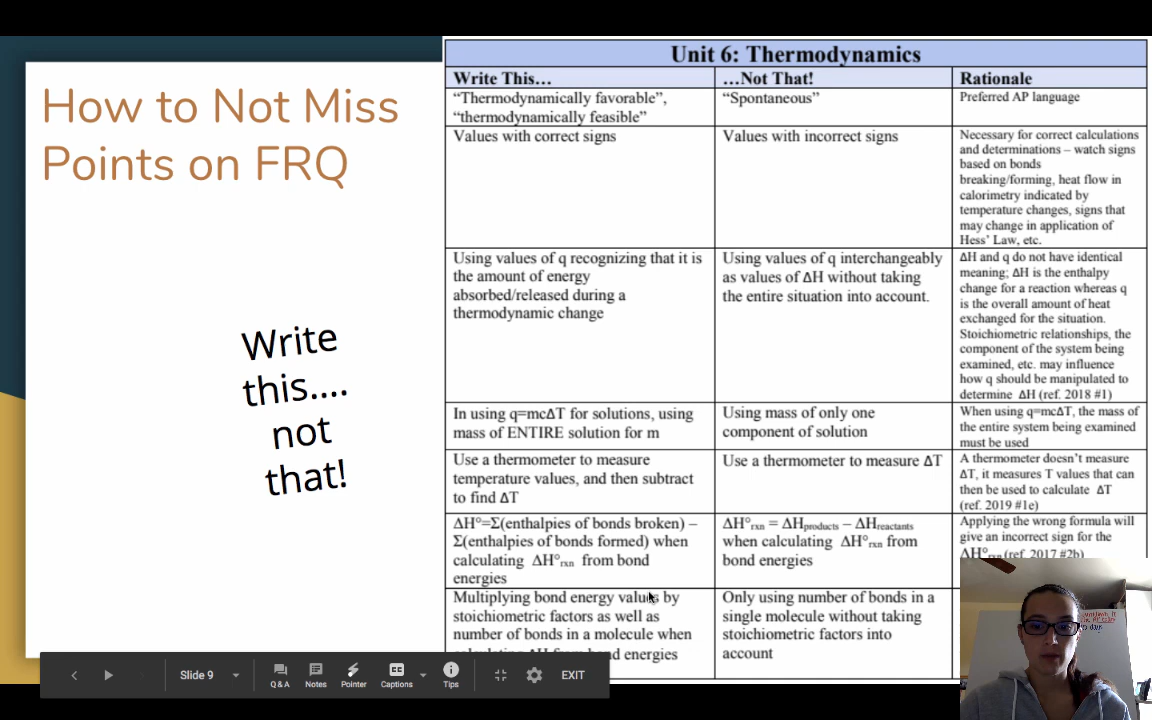 How to Not Miss
Points on FRQ
Write
this....
not
that!
Unit 6: Thermodynamics
Write This…
…Not That!
Rationale
“Thermodynamically favorable”,
“thermodynamically feasible”
“Spontaneous”
Preferred AP language
Values with correct signs
Values with incorrect signs
Necessary for correct calculations
and determinations – watch signs
based on bonds
breaking/forming, heat flow in
calorimetry indicated by
temperature changes, signs that
may change in application of
Hess’ Law, etc.
Using values of q recognizing that it is
the amount of energy
absorbed/released during a
thermodynamic change
Using values of q interchangeably
as values of ΔH without taking
the entire situation into account.
ΔH and q do not have identical
meaning; ΔH is the enthalpy
change for a reaction whereas q
is the overall amount of heat
exchanged for the situation.
Stoichiometric relationships, the
component of the system being
examined, etc. may influence
how q should be manipulated to
determine ΔH (ref. 2018 #1)
In using q=mcΔT for solutions, using
mass of ENTIRE solution for m
Using mass of only one
component of solution
When using q=mcΔT, the mass of
the entire system being examined
must be used
Use a thermometer to measure
temperature values, and then subtract
to find ΔT
Use a thermometer to measure ΔT
A thermometer doesn’t measure
ΔT, it measures T values that can
then be used to calculate ΔT
(ref. 2019 #1e)
ΔH°=Σ(enthalpies of bonds broken) –
Σ(enthalpies of bonds formed) when
calculating ΔH°rxn from bond
energies
ΔH°rxn = ΔHproducts – ΔHreactants
when calculating ΔH°rxn from
bond energies
Applying the wrong formula will
give an incorrect sign for the
ΔH°rxn (ref. 2017 #2b)
Multiplying bond energy values by
stoichiometric factors as well as
number of bonds in a molecule when
energies
Only using number of bonds in a
single molecule without taking
stoichiometric factors into
account
Slide 9
Q&A
Notes
Pointer
Captions
Tips
EXIT
days